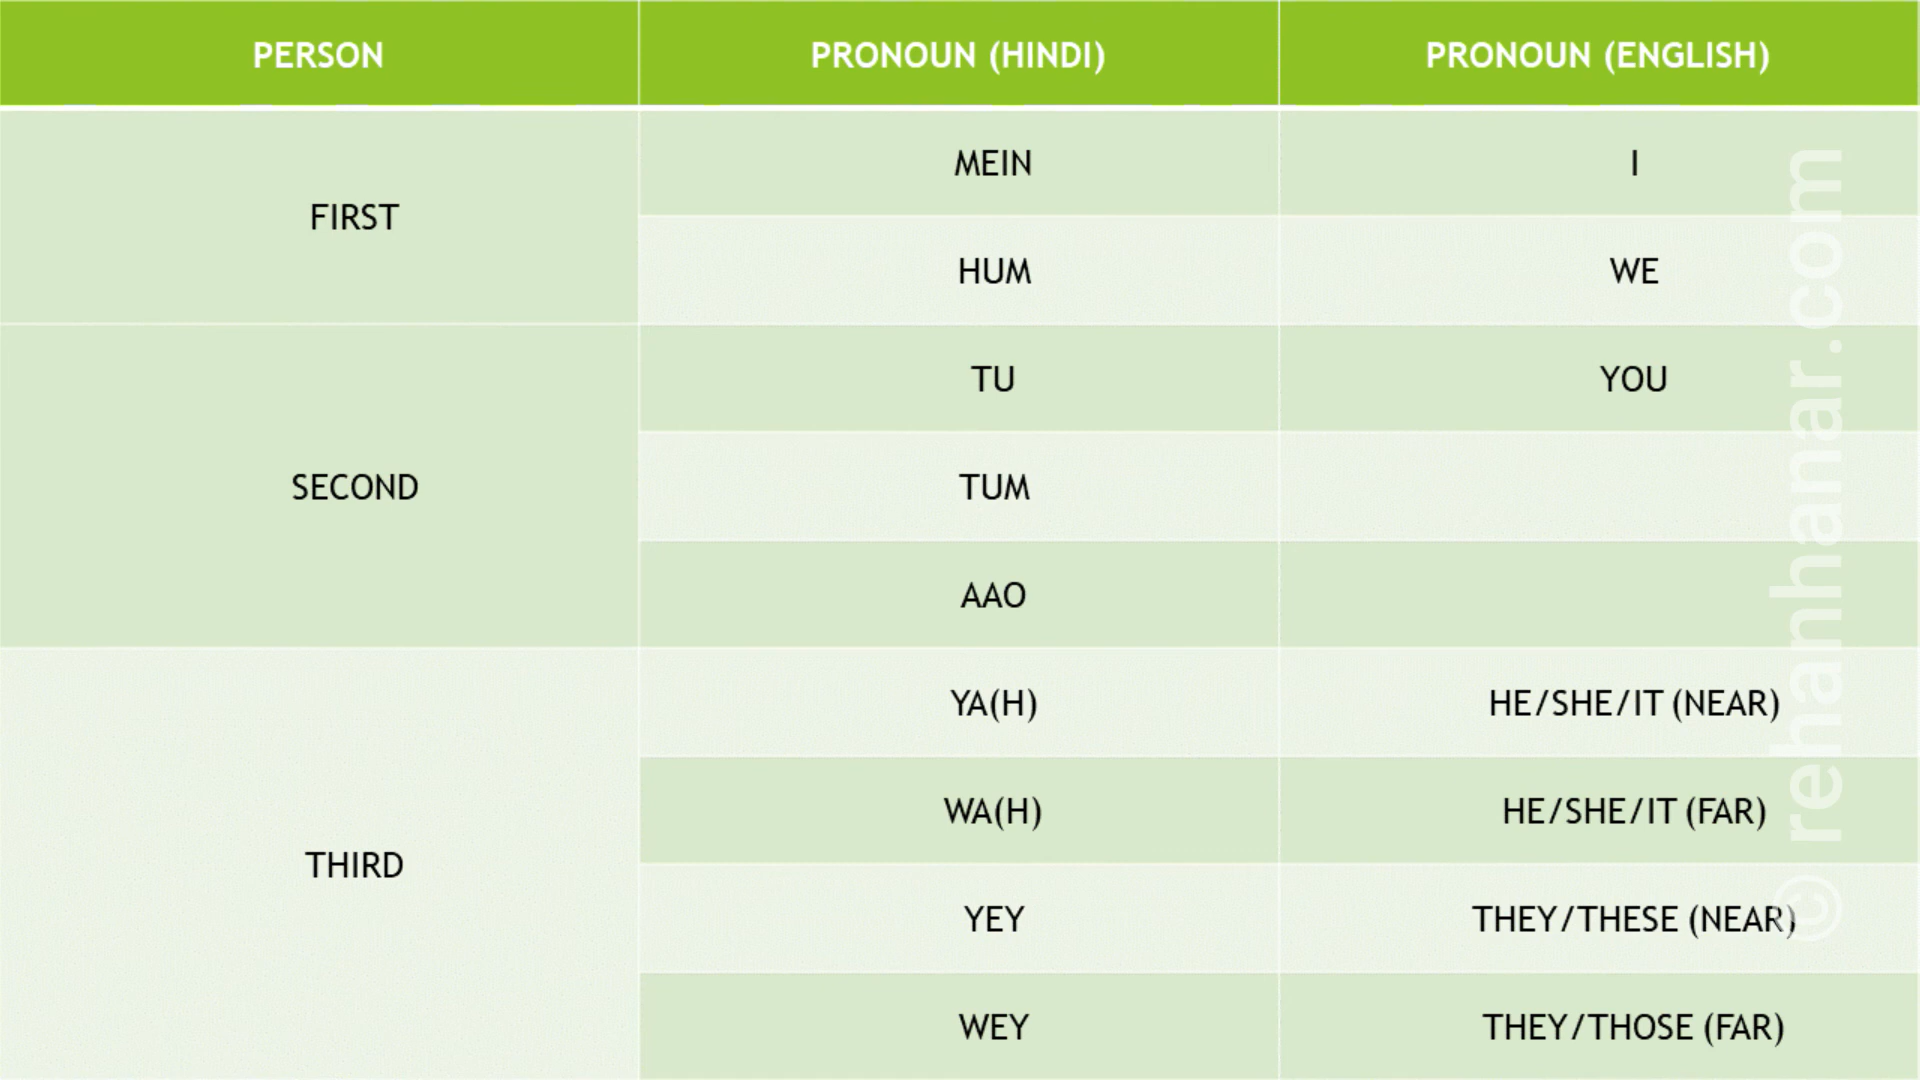 PERSON PRONOUN (HINDI) PRONOUN (ENGLISH)
FIRST
MEIN I
HUM WE
SECOND
TU YOU
TUM
AAO
THIRD
YA(H) HE/SHE/IT (NEAR)
WA(H) HE/SHE/IT (FAR)
YEY THEY/THESE (NEAR)
WEY THEY/THOSE (FAR)
© rehanhanar.com